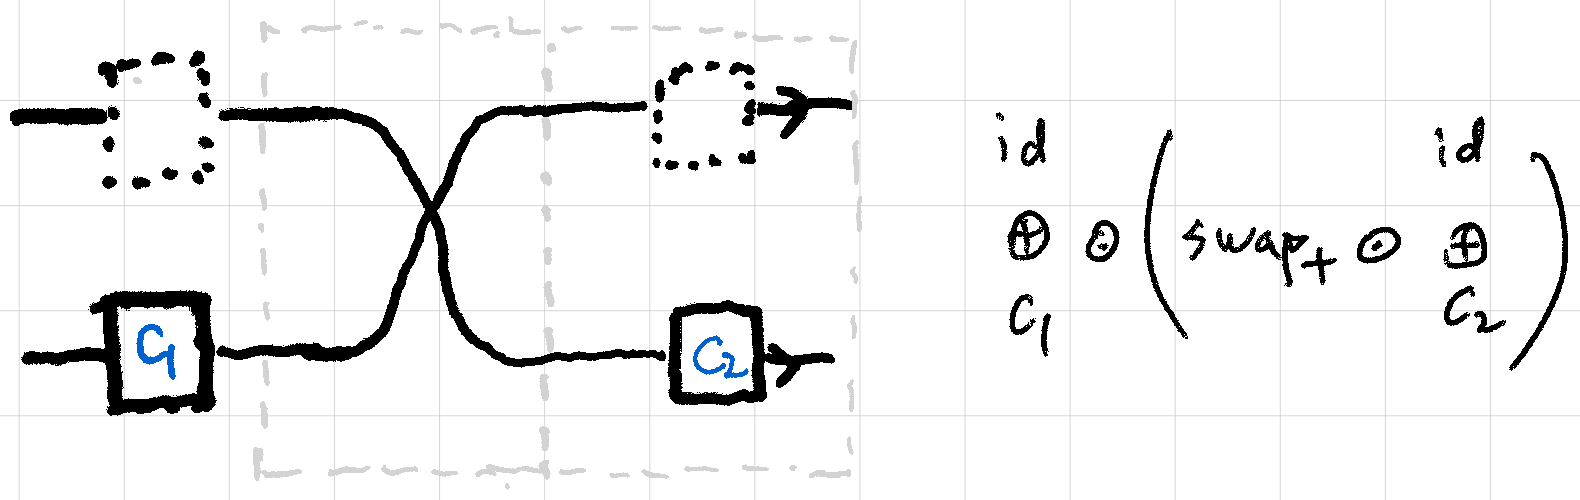 C₁
C₂
id id
⊕ ⊙ ( swap₊ ⊙ ⊕ )
C₁ C₂